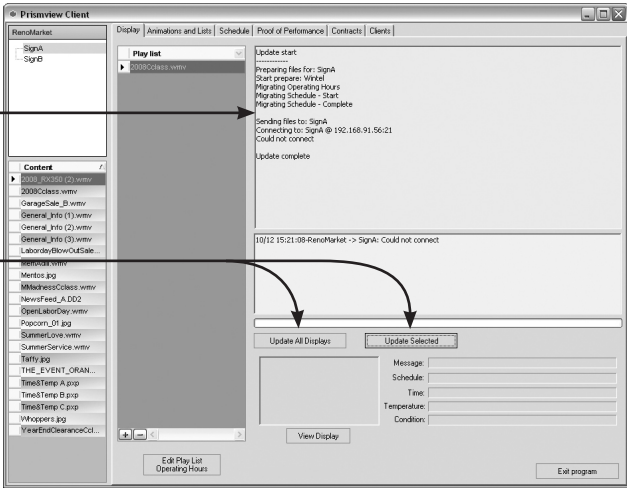 Prismview Client
RenoMarket
SignA
SignB
Display
Animations and Lists
Schedule
Proof of Performance
Contracts
Clients
Play list
2008Cclass.wmv
Update start
------------
Preparing files for: SignA
Start prepare: Wintel
Migrating Operating Hours
Migrating Schedule - Start
Migrating Schedule - Complete
Sending files to: SignA
Connecting to: SignA @ 192.168.91.56:21
Could not connect
Update complete
Content
2008_RX350 (2).wmv
2008Cclass.wmv
GarageSale_B.wmv
General_Info (1).wmv
General_Info (2).wmv
General_Info (3).wmv
LabordayBlowOutSale...
Mentos.jpg
MMadnessCclass.wmv
NewsFeed_A.DD2
OpenLaborDay.wmv
Popcorn_01.jpg
SummerLove.wmv
SummerService.wmv
Taffy.jpg
THE_EVENT_ORAN...
Time&Temp A.pxp
Time&Temp B.pxp
Time&Temp C.pxp
Whoppers.jpg
YearEndClearanceCcl...
10/12 15:21:08-RenoMarket -> SignA: Could not connect
Update All Displays
Update Selected
Message:
Schedule:
Time:
Temperature:
Condition:
View Display
Edit Play List
Operating Hours
Exit program